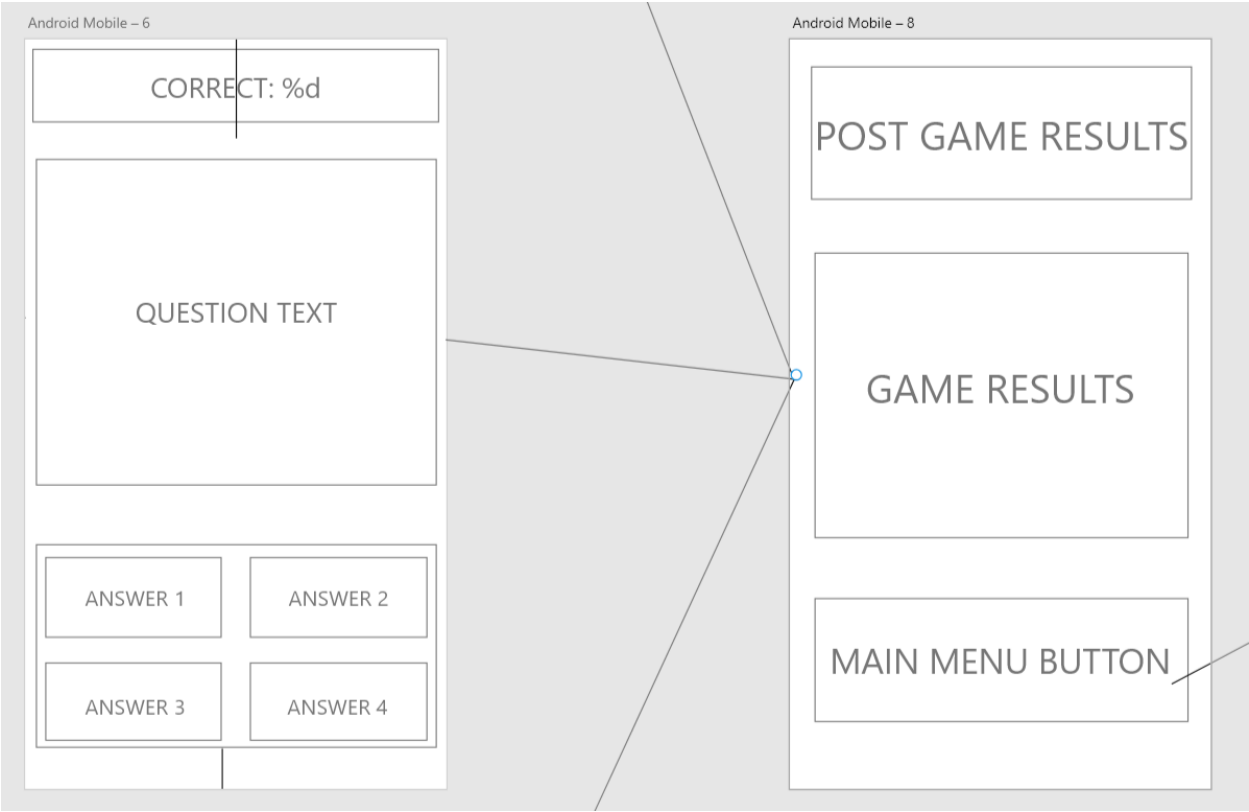 Android Mobile – 6
CORRECT: %d
QUESTION TEXT
ANSWER 1
ANSWER 2
ANSWER 3
ANSWER 4
Android Mobile – 8
POST GAME RESULTS
GAME RESULTS
MAIN MENU BUTTON